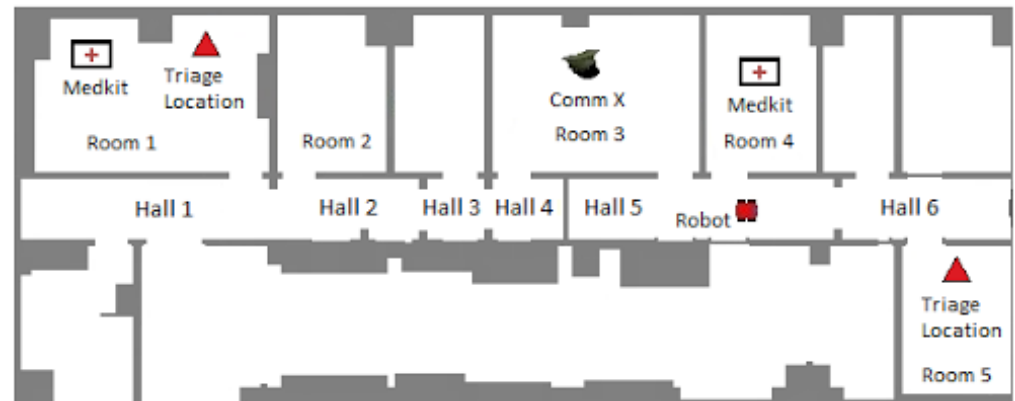 Medkit
Triage
Location
Comm X
Medkit
Room 1
Room 2
Room 3
Room 4
Hall 1
Hall 2
Hall 3
Hall 4
Hall 5
Robot
Hall 6
Triage
Location
Room 5